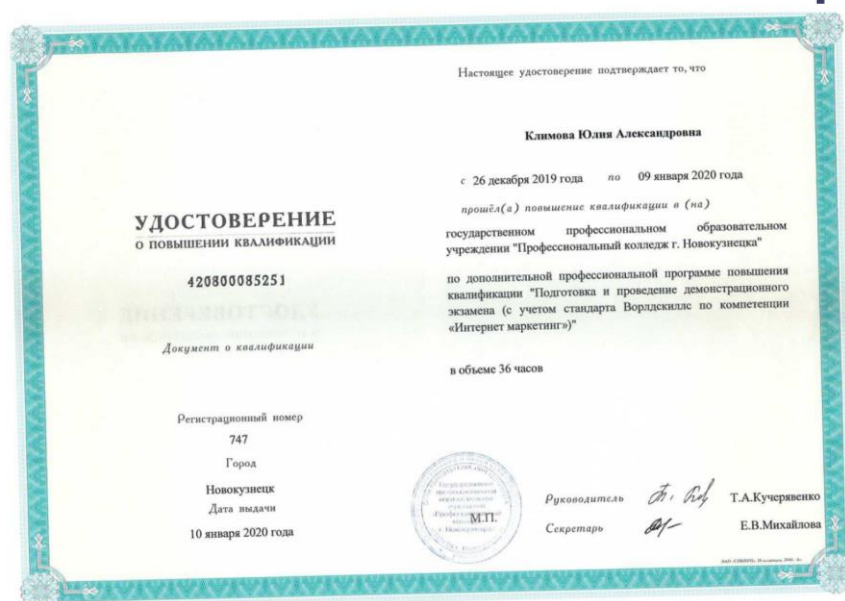 УДОСТОВЕРЕНИЕ
О ПОВЫШЕНИИ КВАЛИФИКАЦИИ
420800085251
Документ о квалификации
Регистрационный номер
747
Город
Новокузнецк
Дата выдачи
10 января 2020 года
Настоящее удостоверение подтверждает то, что
Климова Юлия Александровна
с 26 декабря 2019 года по 09 января 2020 года
прошёл(а) повышение квалификации в (на)
государственном профессиональном образовательном
учреждении "Профессиональный колледж г. Новокузнецка"
по дополнительной профессиональной программе повышения
квалификации "Подготовка и проведение демонстрационного
экзамена (с учетом стандарта Ворлдскиллс по компетенции
«Интернет маркетинг»)"
в объеме 36 часов
М.П.
Руководитель Т.А.Кучерявенко
Секретарь Е.В.Михайлова